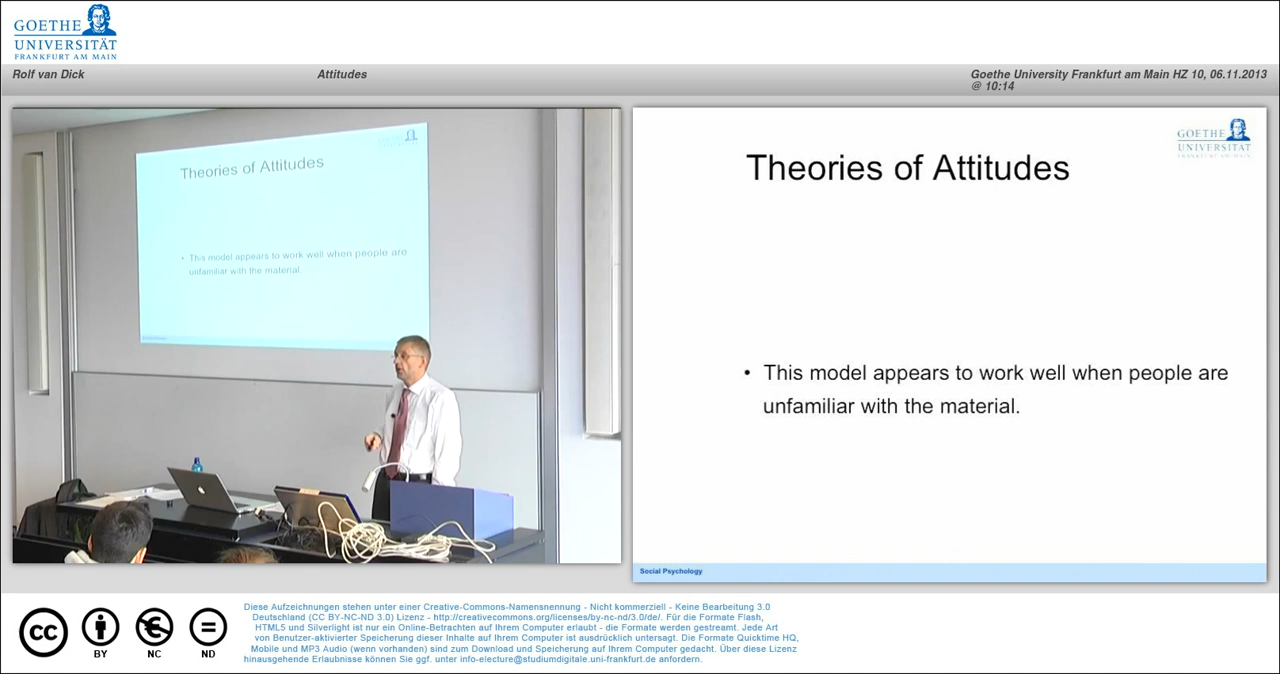 GOETHE
UNIVERSITÄT
FRANKFURT AM MAIN
Rolf van Dick
Attitudes
Goethe University Frankfurt am Main HZ 10, 06.11.2013
@ 10:14
Theories of Attitudes
• This model appears to work well when people are
unfamiliar with the material.
GOETHE
UNIVERSITÄT
FRANKFURT AM MAIN
Theories of Attitudes
• This model appears to work well when people are
unfamiliar with the material.
Social Psychology
CC
BY
NC
ND
Diese Aufzeichnungen stehen unter einer Creative-Commons-Namensnennung - Nicht kommerziell - Keine Bearbeitung 3.0
Deutschland (CC BY-NC-ND 3.0) Lizenz - http://creativecommons.org/licenses/by-nc-nd/3.0/de/. Für die Formate Flash,
HTML5 und Silverlight ist nur ein Online-Betrachten auf Ihrem Computer erlaubt - die Formate werden gestreamt. Jede Art
von Benutzer-aktivierter Speicherung dieser Inhalte auf Ihrem Computer ist ausdrücklich untersagt. Die Formate Quicktime HQ,
Mobile und MP3 Audio (wenn vorhanden) sind zum Download und Speicherung auf Ihrem Computer gedacht. Über diese Lizenz
hinausgehende Erlaubnisse können Sie ggf. unter info-electure@studiumdigitale.uni-frankfurt.de anfordern.